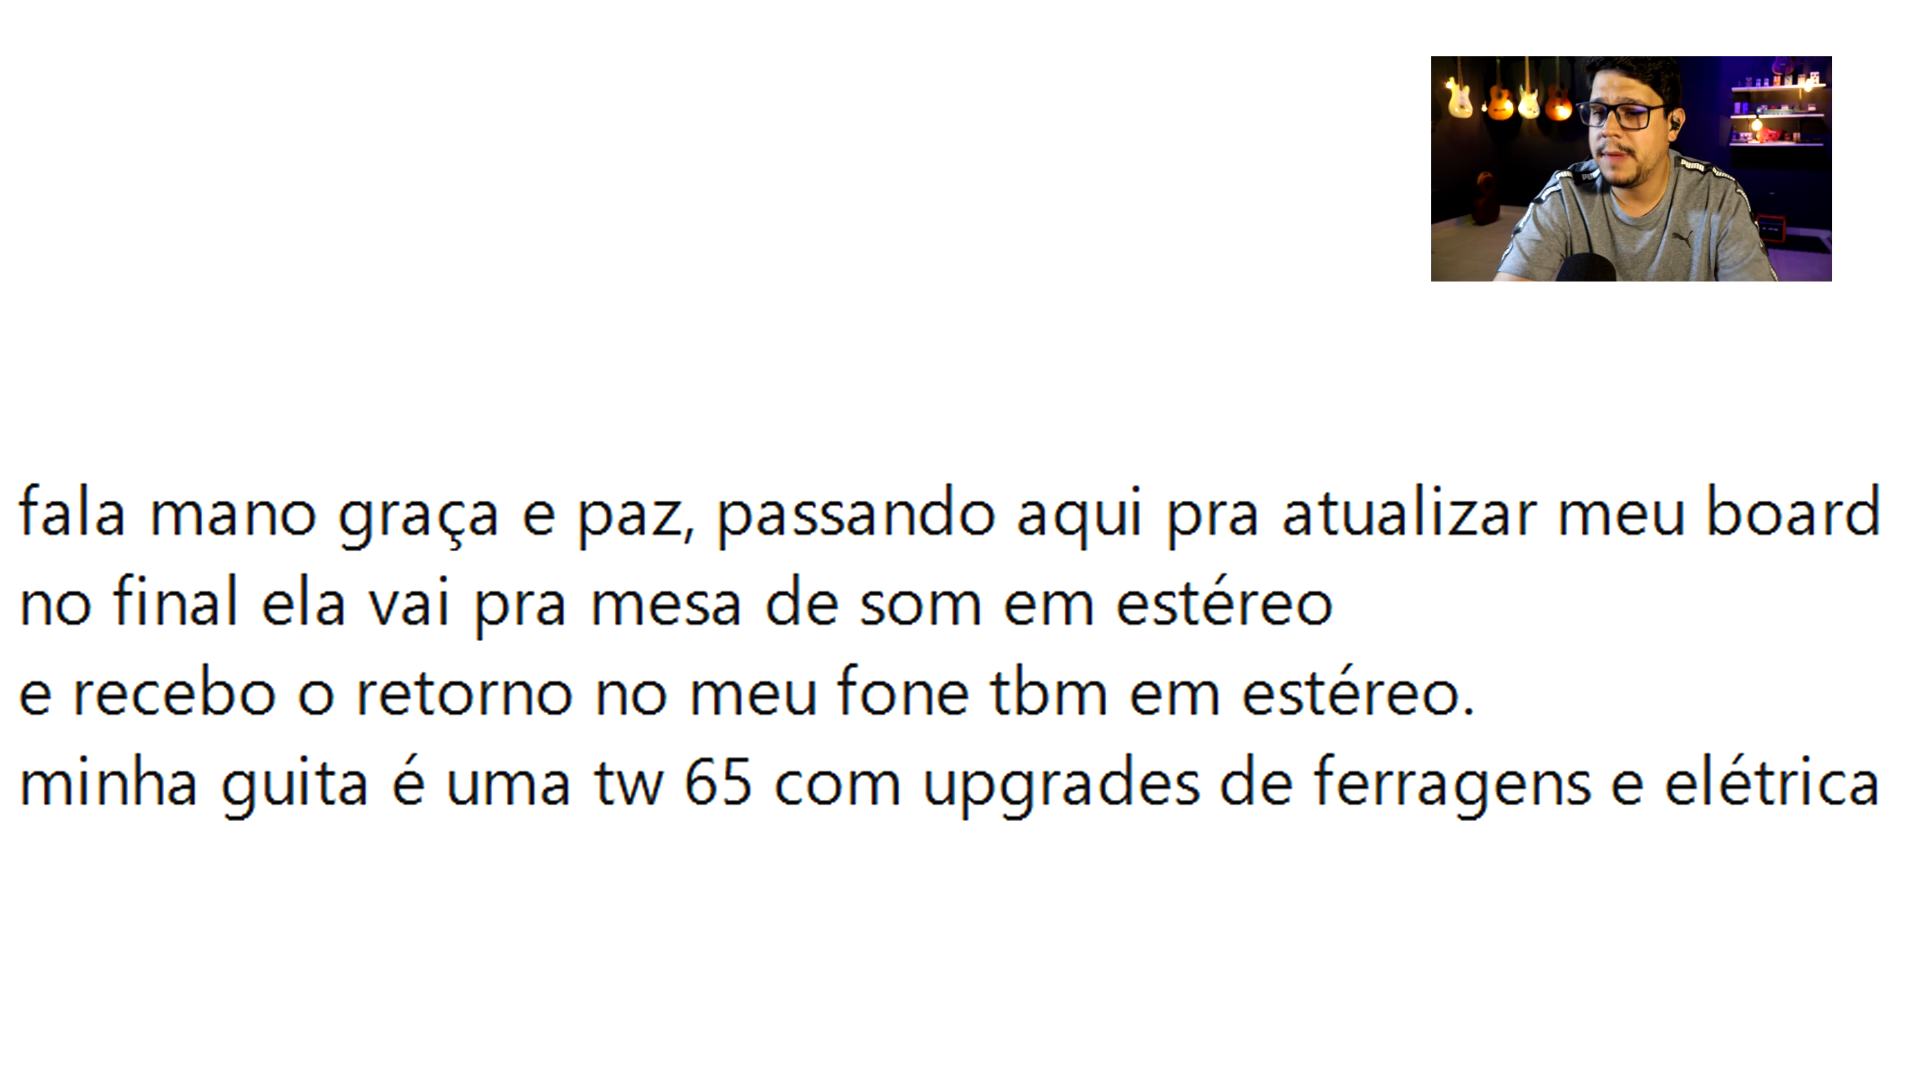 fala mano graça e paz, passando aqui pra atualizar meu board
no final ela vai pra mesa de som em estéreo
e recebo o retorno no meu fone tbm em estéreo.
minha guita é uma tw 65 com upgrades de ferragens e elétrica